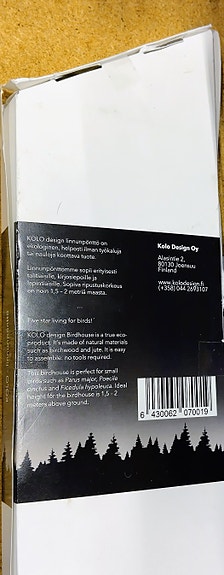 KOLO design linnunpönttö on
ekologinen, helposti ilman työkaluja
tai nauloja koottava tuote.
Linnunpönttömme sopii erityisesti
talitiaisille, kirjosiepoille ja
lapintiaisille. Sopiva ripustuskorkeus
on noin 1,5 - 2 metriä maasta.
Five star living for birds!
KOLO design Birdhouse is a true eco-
product. It's made of natural materials
such as birchwood and jute. It is easy
to assemble: no tools required.
This birdhouse is perfect for small
birds such as Parus major, Poecile
cinctus and Ficedula hypoleuca. Ideal
height for the birdhouse is 1,5 - 2
meters above ground.
Kolo Design Oy
Alasintie 2,
80130 Joensuu
Finland
www.kolodesign.fi
(+358) 044 2693107
6 430062 070019